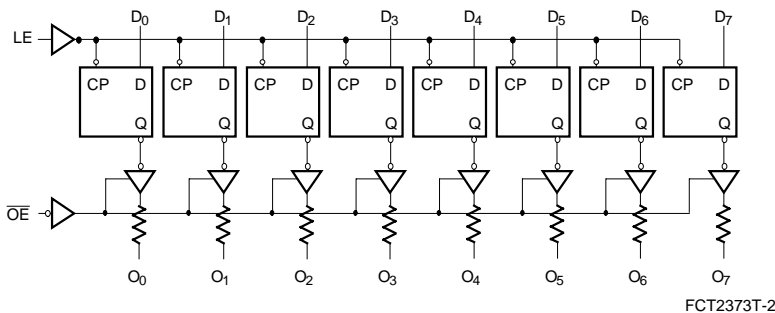 D0 D1 D2 D3 D4 D5 D6 D7
LE
CP D CP D CP D CP D CP D CP D CP D CP D
Q Q Q Q Q Q Q Q
OE
O0 O1 O2 O3 O4 O5 O6 O7
FCT2373T-2